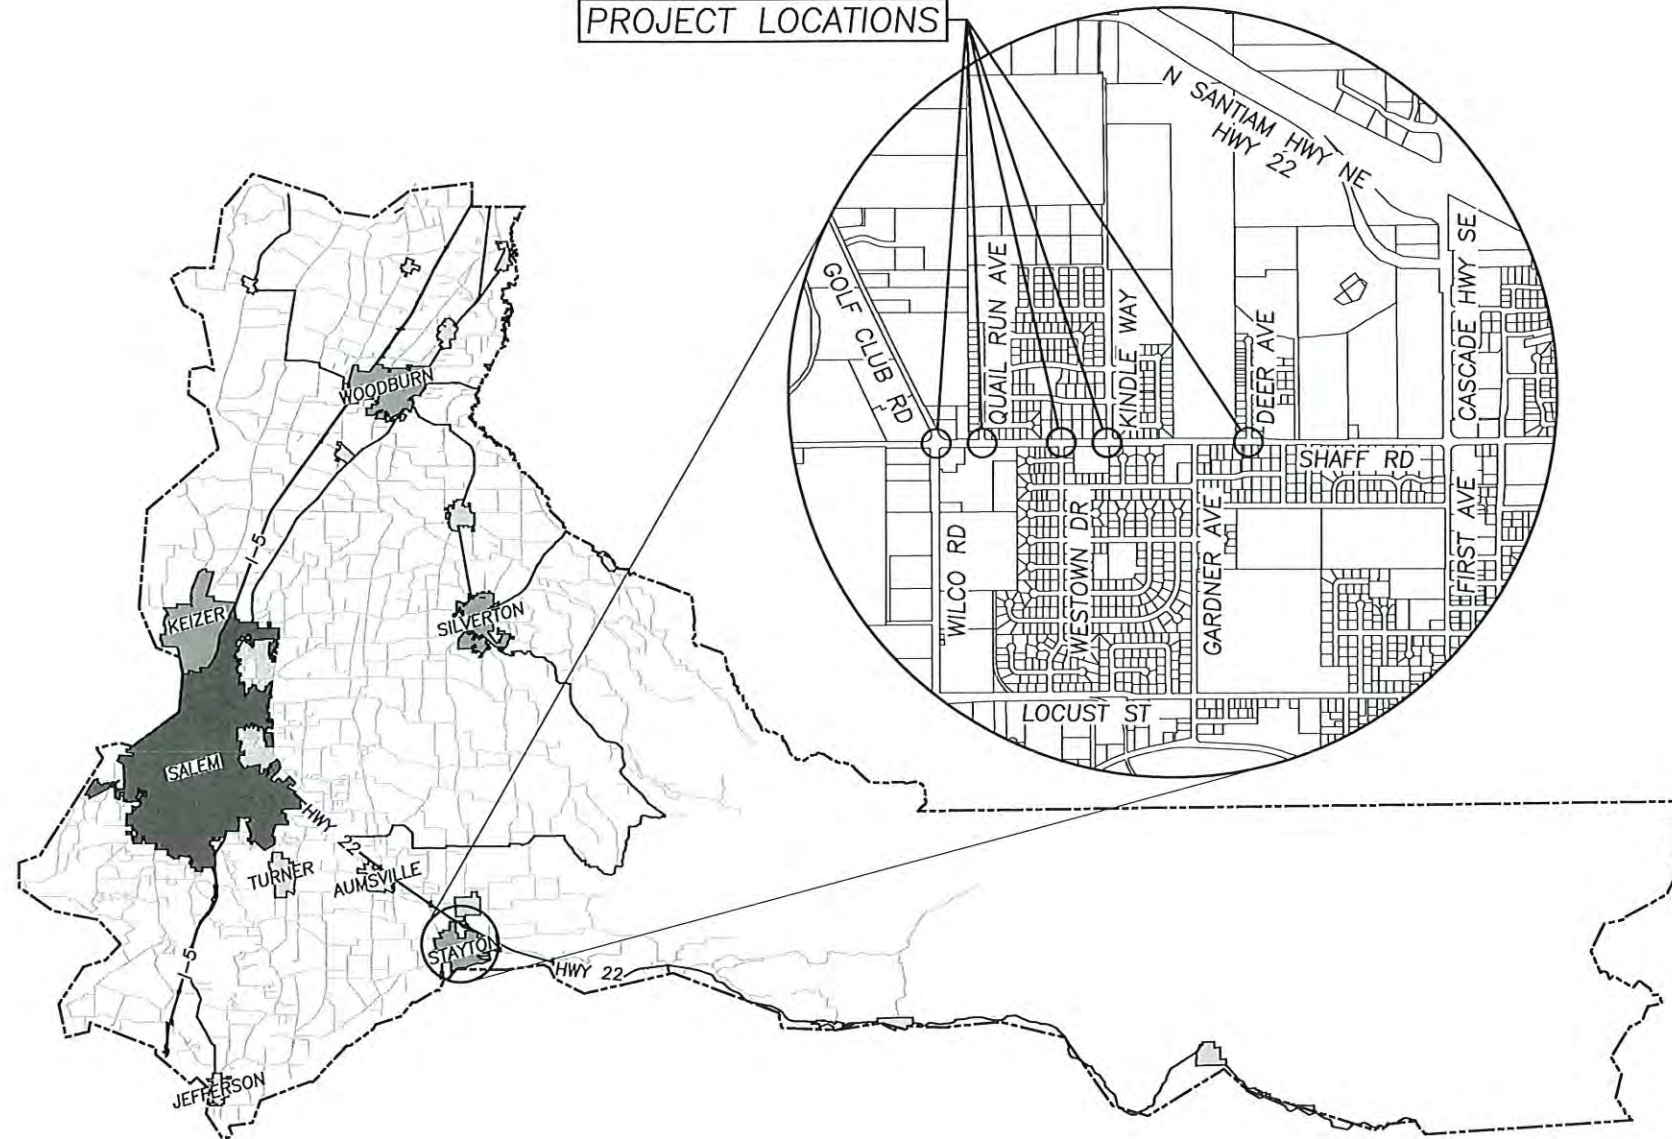 PROJECT LOCATIONS
N SANTIAM HWY NE
HWY 22
GOLF CLUB RD
QUAIL RUN AVE
KINDLE WAY
DEER AVE
CASCADE HWY SE
SHAFF RD
WILCO RD
WESTOWN DR
GARDNER AVE
FIRST AVE
LOCUST ST
WOODBURN
I-5
KEIZER
SILVERTON
SALEM
HWY 22
TURNER
AUMSVILLE
STAYTON
HWY 22
I-5
JEFFERSON